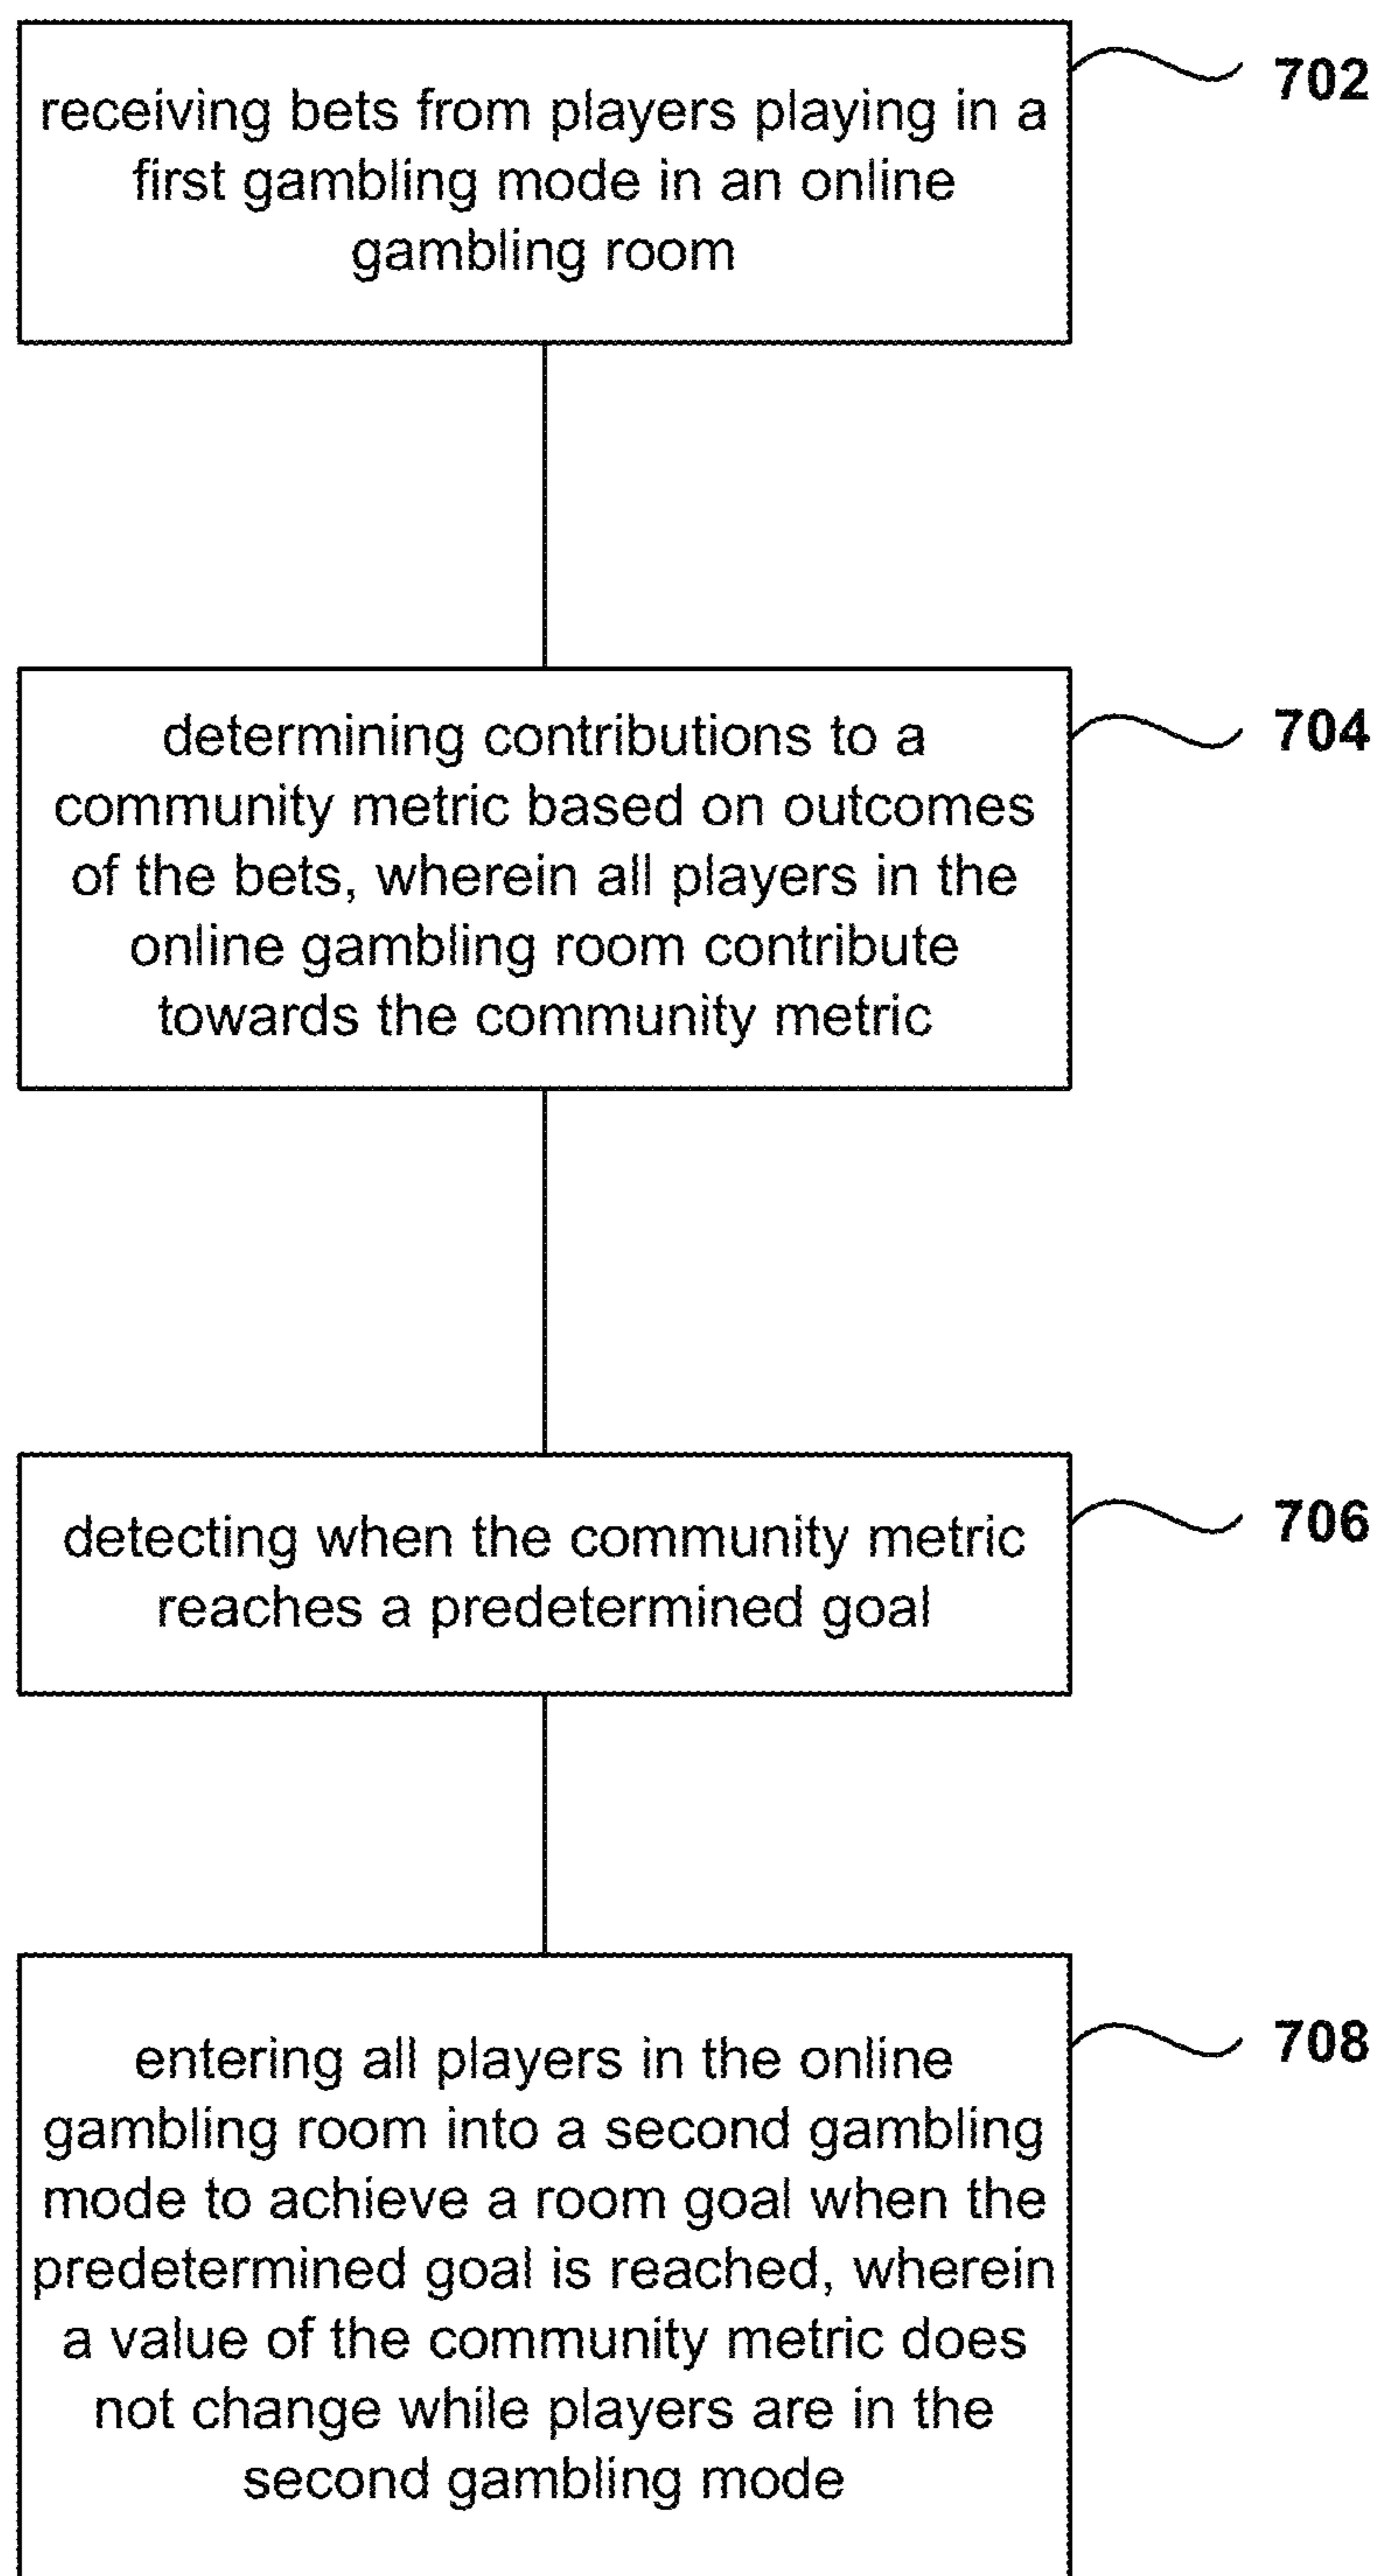 receiving bets from players playing in a
first gambling mode in an online
gambling room
702
determining contributions to a
community metric based on outcomes
of the bets, wherein all players in the
online gambling room contribute
towards the community metric
704
detecting when the community metric
reaches a predetermined goal
706
entering all players in the online
gambling room into a second gambling
mode to achieve a room goal when the
predetermined goal is reached, wherein
a value of the community metric does
not change while players are in the
second gambling mode
708